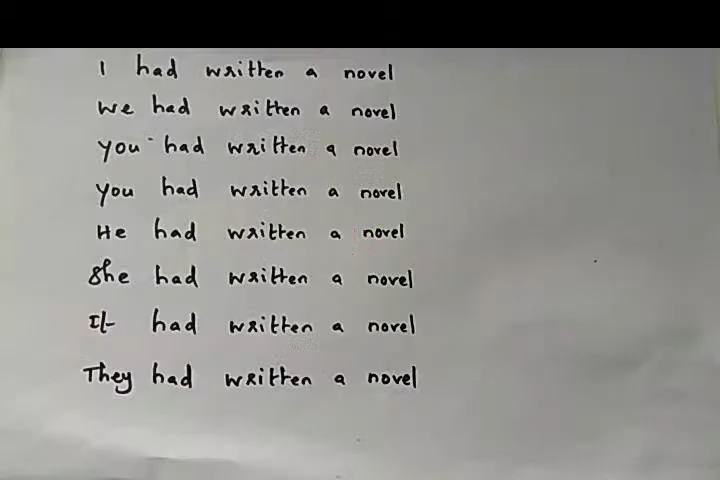 I had written a novel
We had written a novel
you had written a novel
you had written a novel
He had written a novel
She had written a novel
It had written a novel
They had written a novel